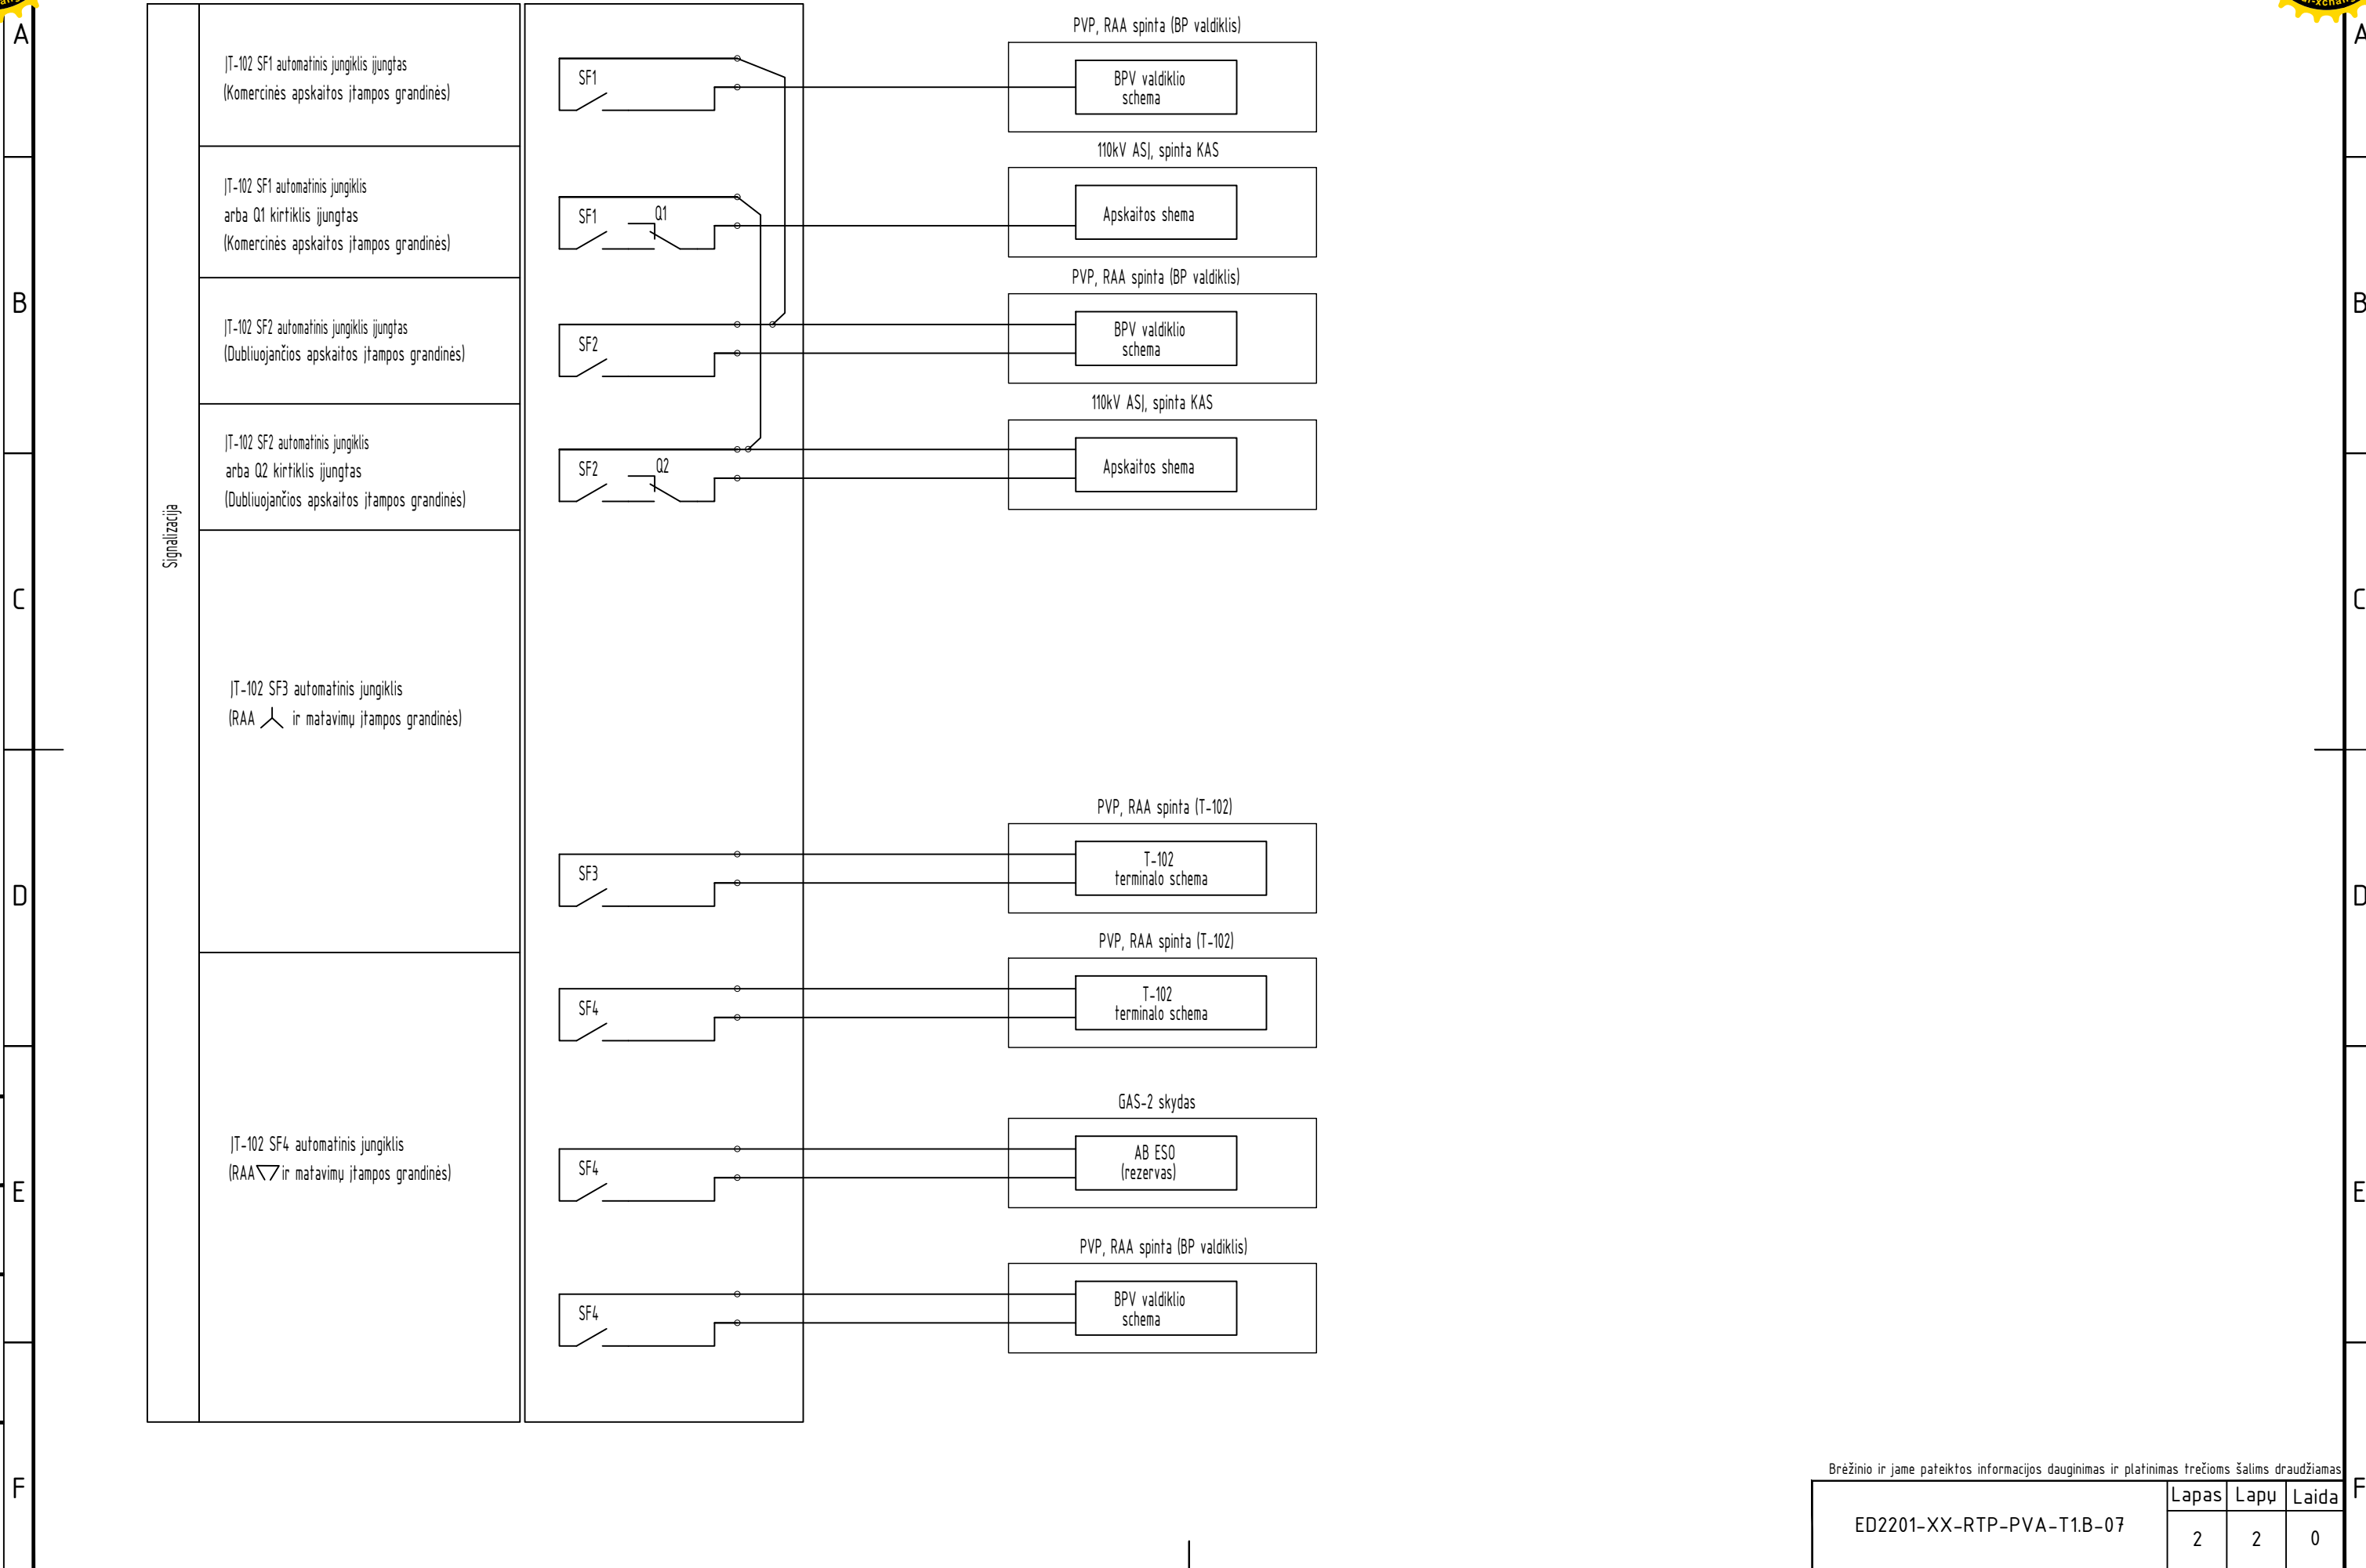 A
A
B
B
C
C
D
D
E
E
F
F
Signalizacija
ĮT-102 SF1 automatinis jungiklis įjungtas
(Komercinės apskaitos įtampos grandinės)
SF1
PVP, RAA spinta (BP valdiklis)
BPV valdiklio
schema
ĮT-102 SF1 automatinis jungiklis
arba Q1 kirtiklis įjungtas
(Komercinės apskaitos įtampos grandinės)
SF1
Q1
110kV ASĮ, spinta KAS
Apskaitos shema
ĮT-102 SF2 automatinis jungiklis įjungtas
(Dubliuojančios apskaitos įtampos grandinės)
SF2
PVP, RAA spinta (BP valdiklis)
BPV valdiklio
schema
ĮT-102 SF2 automatinis jungiklis
arba Q2 kirtiklis įjungtas
(Dubliuojančios apskaitos įtampos grandinės)
SF2
Q2
110kV ASĮ, spinta KAS
Apskaitos shema
ĮT-102 SF3 automatinis jungiklis
(RAA ir matavimų įtampos grandinės)
SF3
PVP, RAA spinta (T-102)
T-102
terminalo schema
SF4
PVP, RAA spinta (T-102)
T-102
terminalo schema
ĮT-102 SF4 automatinis jungiklis
(RAA ir matavimų įtampos grandinės)
SF4
GAS-2 skydas
AB ESO
(rezervas)
SF4
PVP, RAA spinta (BP valdiklis)
BPV valdiklio
schema
Brėžinio ir jame pateiktos informacijos dauginimas ir platinimas trečioms šalims draudžiamas
ED2201-XX-RTP-PVA-T1.B-07
Lapas Lapų Laida
2 2 0